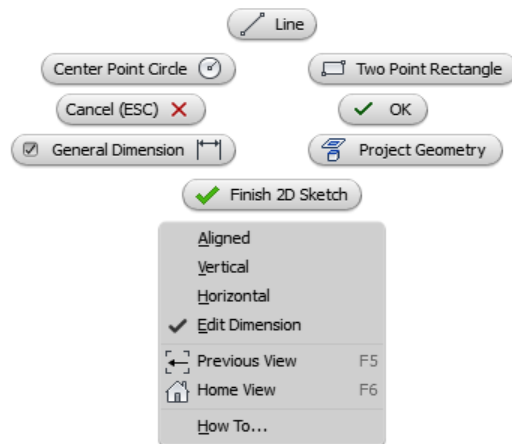 Line
Center Point Circle
Two Point Rectangle
Cancel (ESC)
OK
General Dimension
Project Geometry
Finish 2D Sketch
Aligned
Vertical
Horizontal
Edit Dimension
Previous View F5
Home View F6
How To...